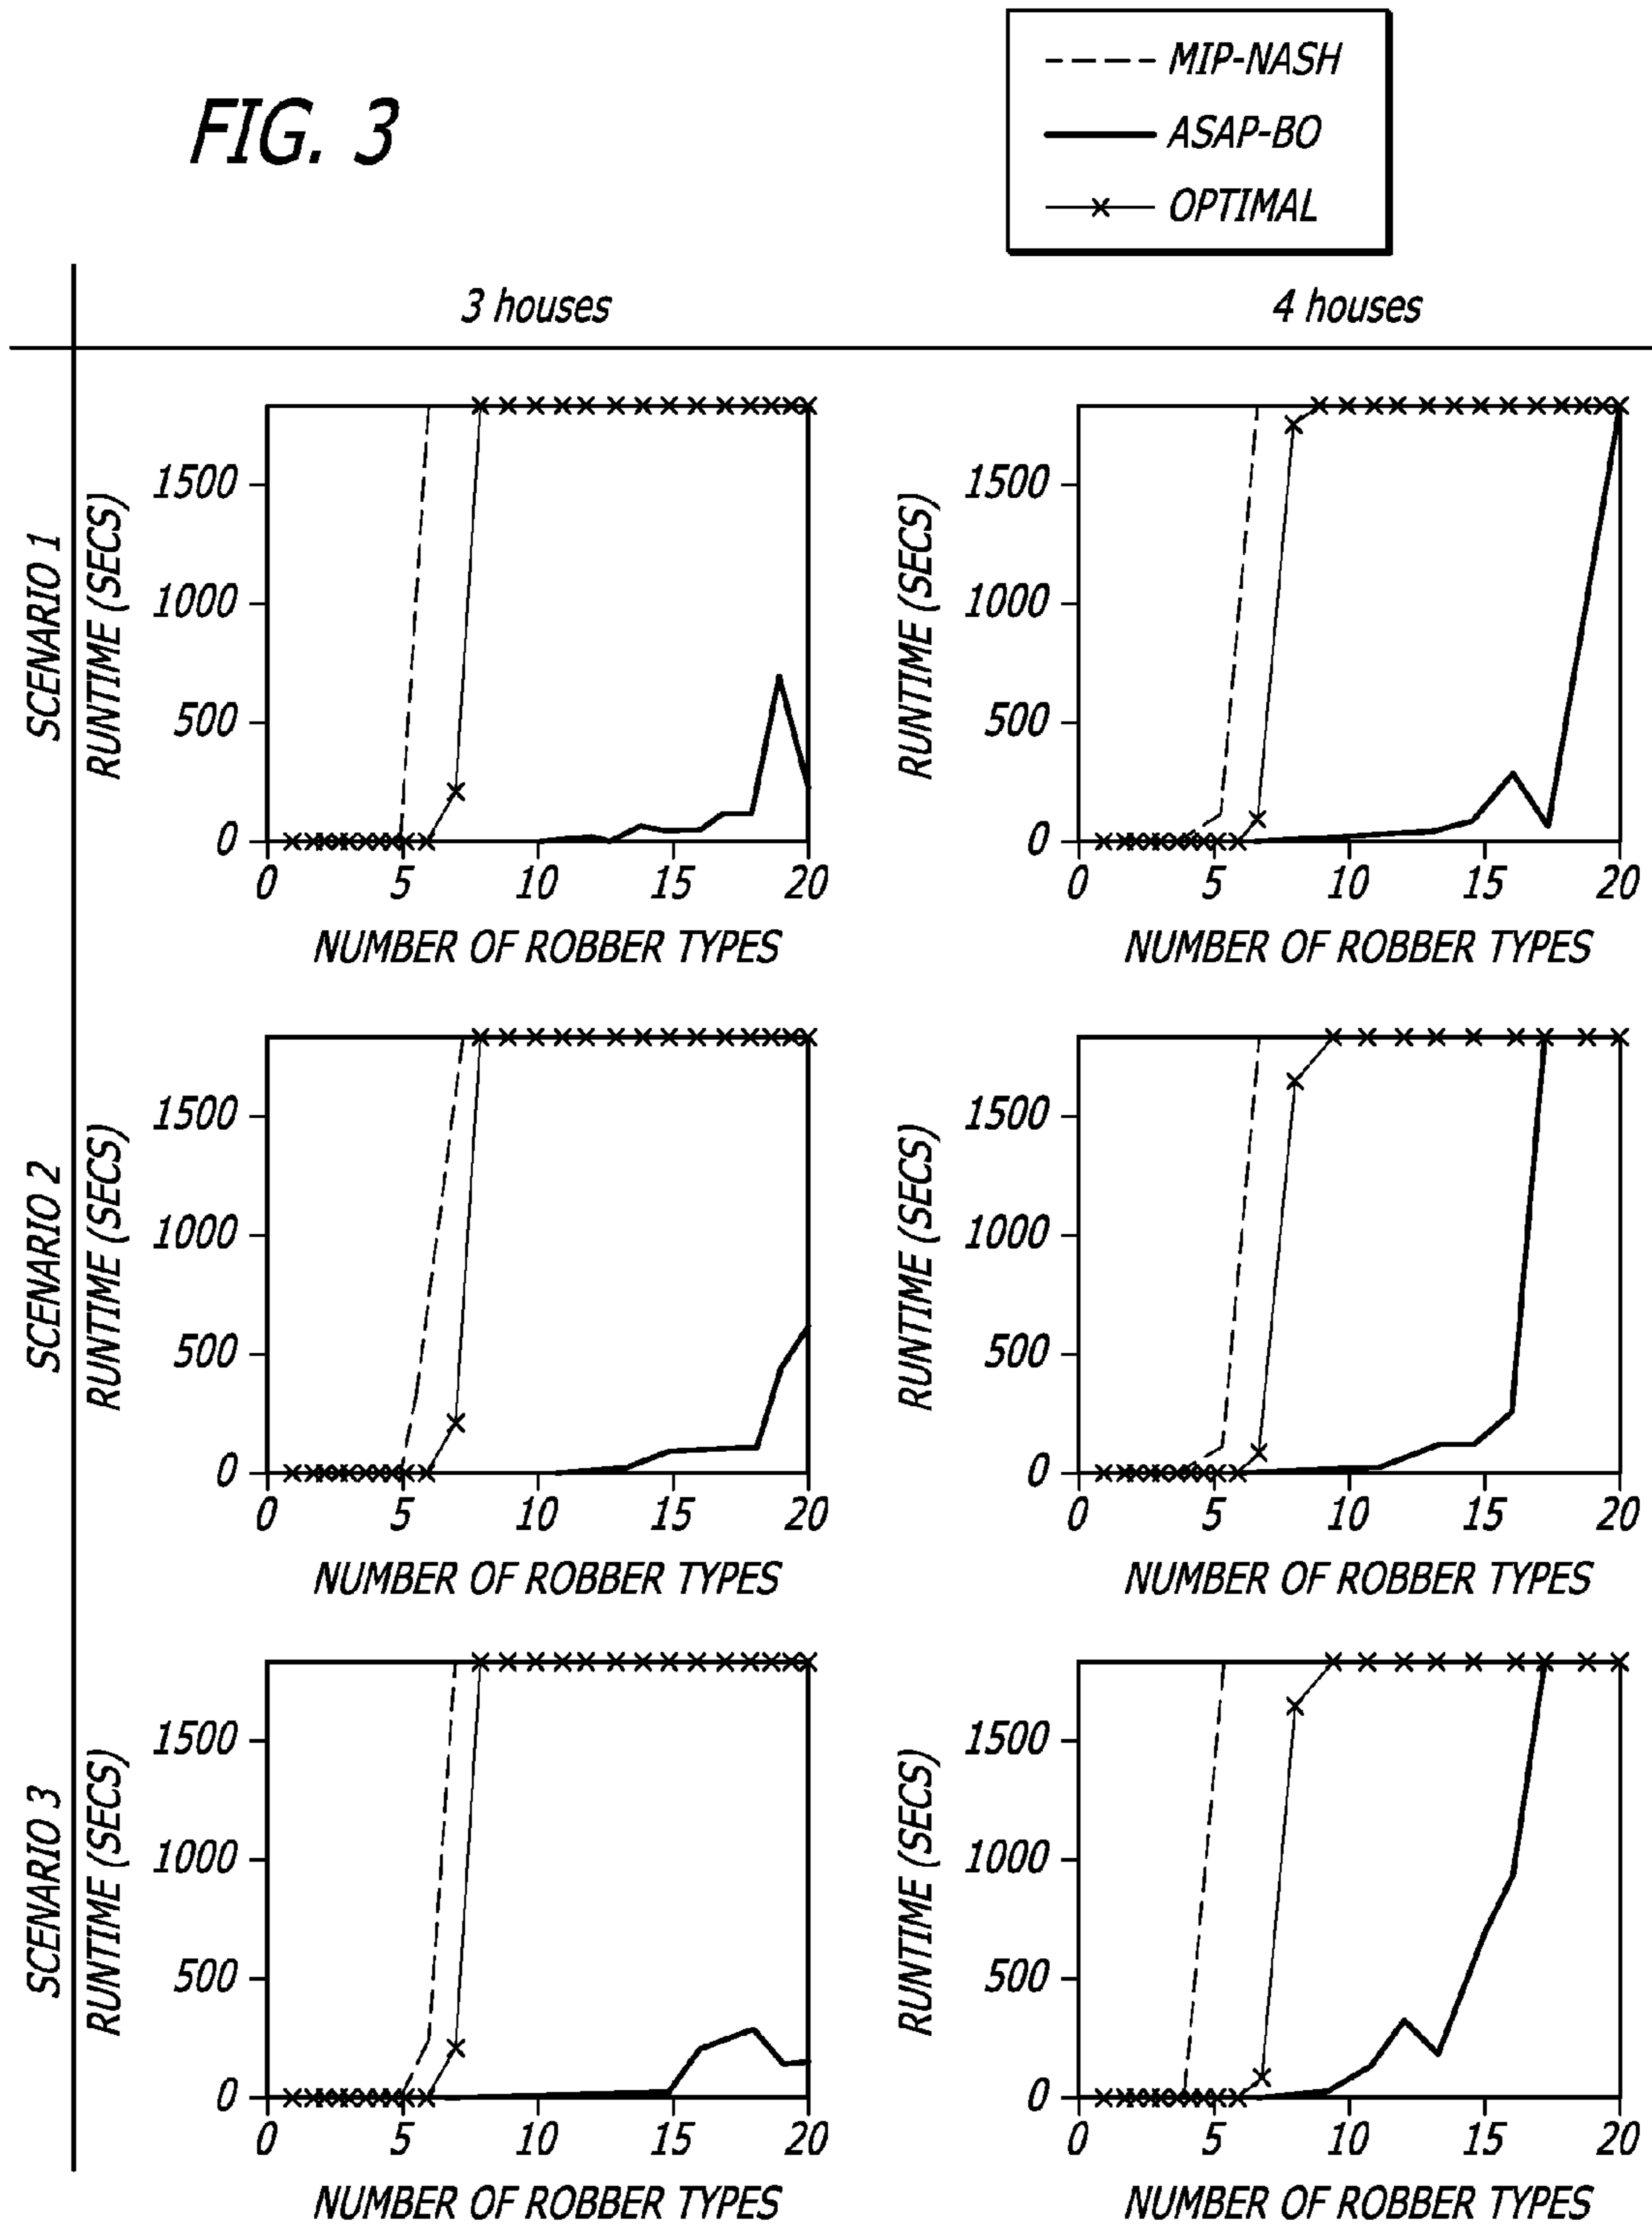 FIG. 3
MIP-NASH
ASAP-BO
OPTIMAL
3 houses
4 houses
SCENARIO 1
RUNTIME (SECS)
1500
1000
500
0
0 5 10 15 20
NUMBER OF ROBBER TYPES
RUNTIME (SECS)
1500
1000
500
0
0 5 10 15 20
NUMBER OF ROBBER TYPES
SCENARIO 2
RUNTIME (SECS)
1500
1000
500
0
0 5 10 15 20
NUMBER OF ROBBER TYPES
RUNTIME (SECS)
1500
1000
500
0
0 5 10 15 20
NUMBER OF ROBBER TYPES
SCENARIO 3
RUNTIME (SECS)
1500
1000
500
0
0 5 10 15 20
NUMBER OF ROBBER TYPES
RUNTIME (SECS)
1500
1000
500
0
0 5 10 15 20
NUMBER OF ROBBER TYPES